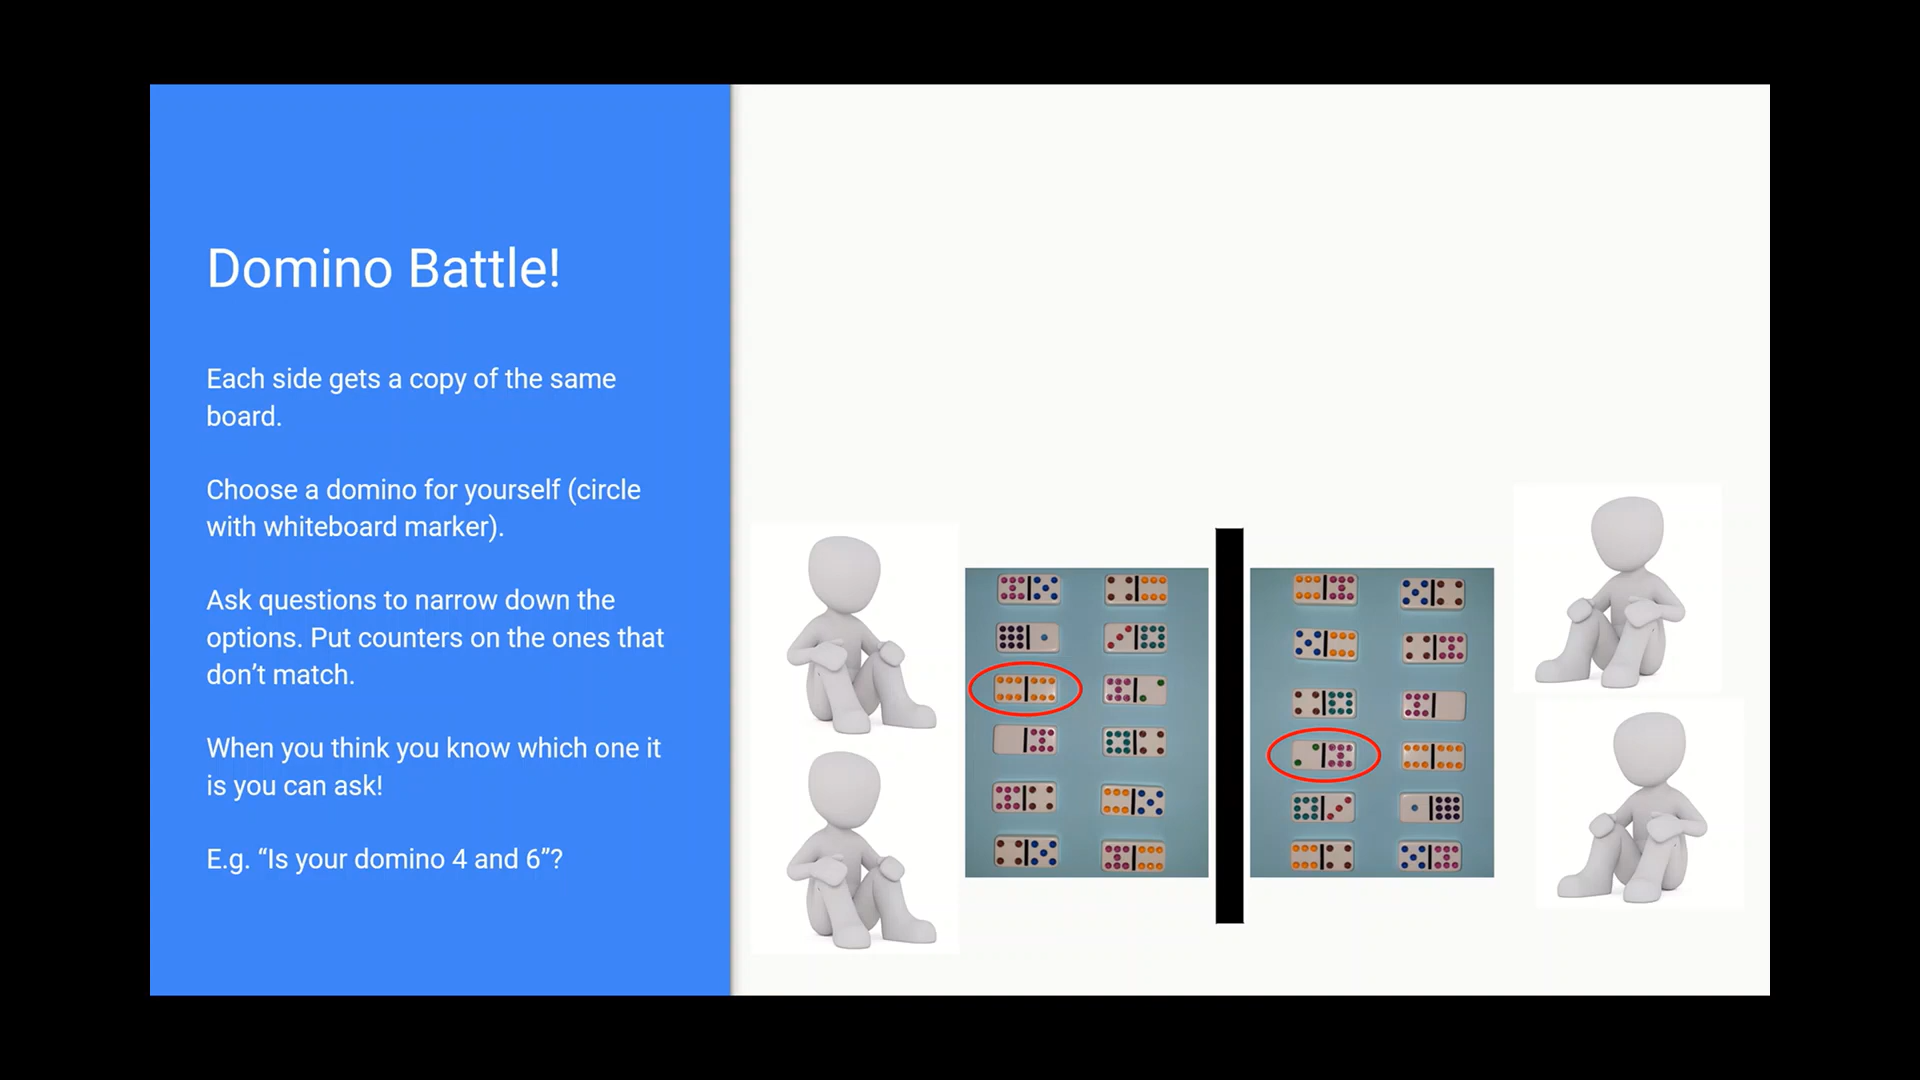 Domino Battle!
Each side gets a copy of the same
board.
Choose a domino for yourself (circle
with whiteboard marker).
Ask questions to narrow down the
options. Put counters on the ones that
don’t match.
When you think you know which one it
is you can ask!
E.g. “Is your domino 4 and 6”?